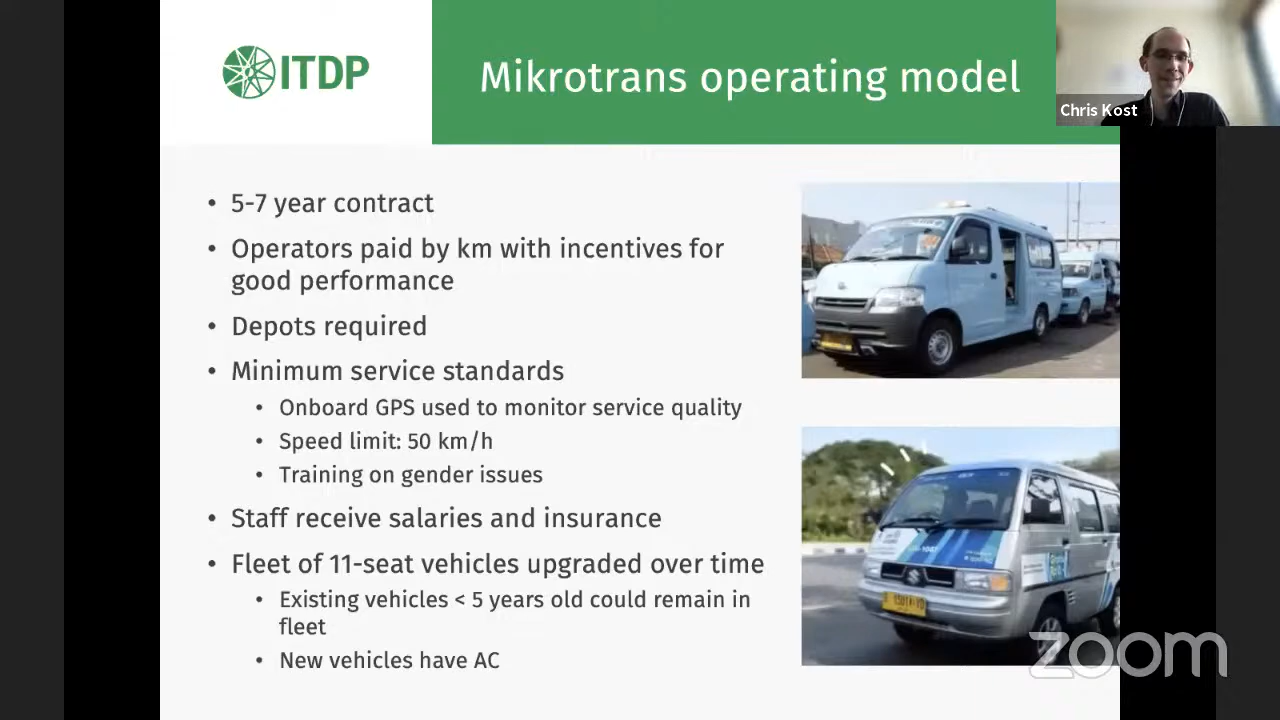 ITDP
Mikrotrans operating model
Chris Kost
• 5-7 year contract
• Operators paid by km with incentives for
good performance
• Depots required
• Minimum service standards
• Onboard GPS used to monitor service quality
• Speed limit: 50 km/h
• Training on gender issues
• Staff receive salaries and insurance
• Fleet of 11-seat vehicles upgraded over time
• Existing vehicles < 5 years old could remain in
fleet
• New vehicles have AC
zoom